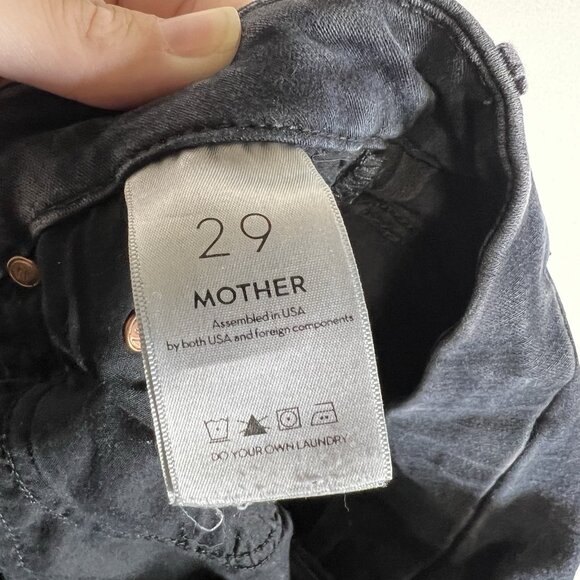 29
MOTHER
Assembled in USA
by both USA and foreign components
DO YOUR OWN LAUNDRY